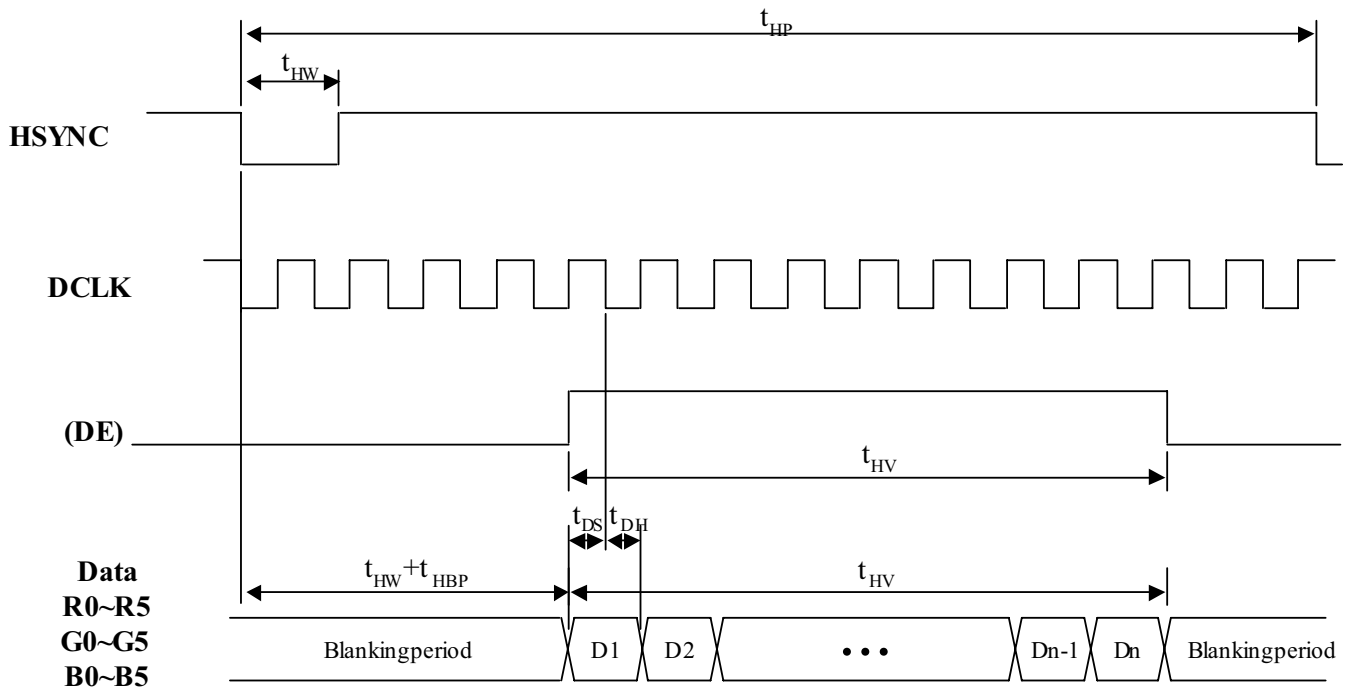 tHP
tHW
HSYNC
DCLK
(DE)
tHV
tDS tDH
Data
R0~R5
G0~G5
B0~B5
tHW+tHBP
tHV
Blankingperiod D1 D2 ••• Dn-1 Dn Blankingperiod